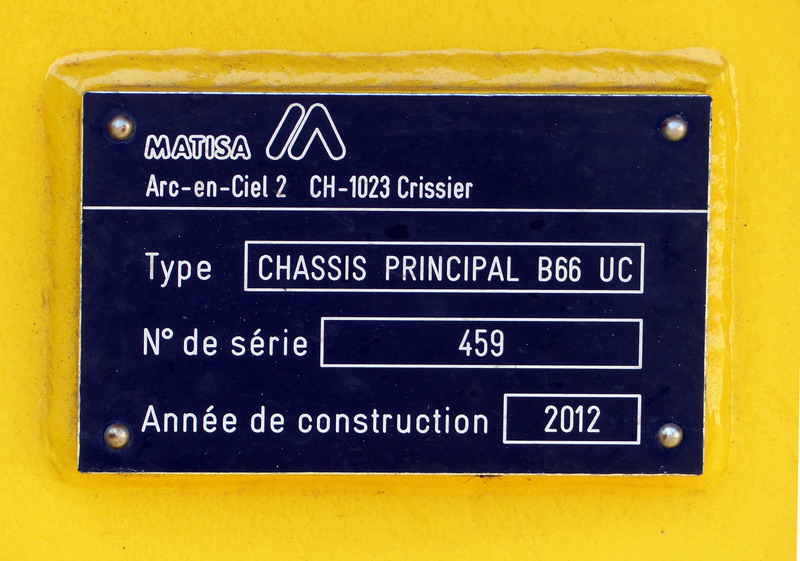 MATISA
Arc-en-Ciel 2 CH-1023 Crissier
Type CHASSIS PRINCIPAL B66 UC
N° de série 459
Année de construction 2012